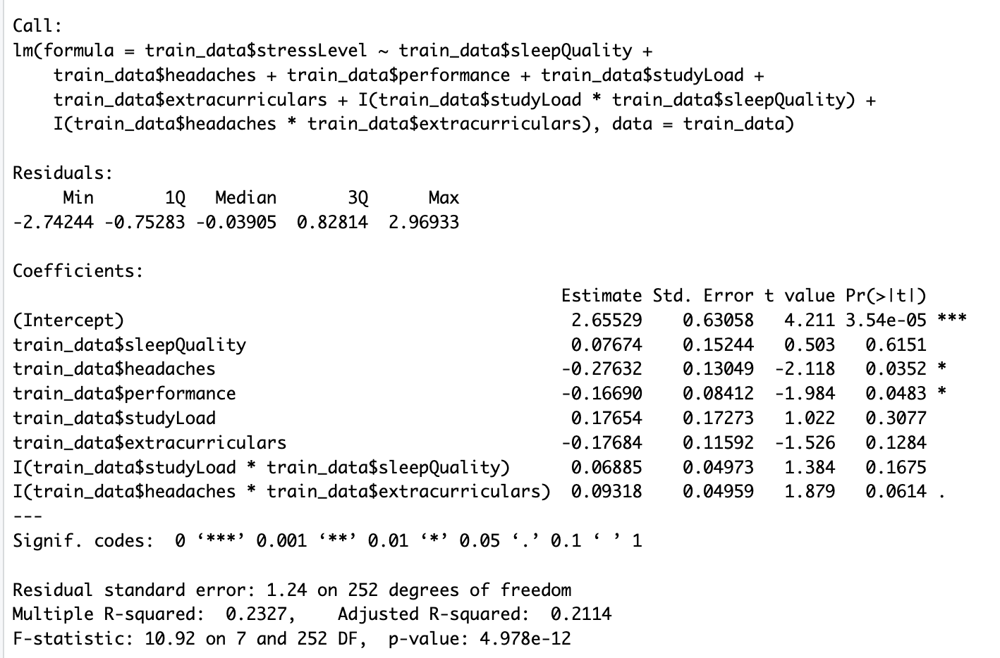 Call:
lm(formula = train_data$stressLevel ~ train_data$sleepQuality +
    train_data$headaches + train_data$performance + train_data$studyLoad +
    train_data$extracurriculars + I(train_data$studyLoad * train_data$sleepQuality) +
    I(train_data$headaches * train_data$extracurriculars), data = train_data)

Residuals:
     Min       1Q   Median       3Q      Max
-2.74244 -0.75283 -0.03905  0.82814  2.96933

Coefficients:
                                                      Estimate Std. Error t value Pr(>|t|)
(Intercept)                                            2.65529    0.63058   4.211 3.54e-05 ***
train_data$sleepQuality                                0.07674    0.15244   0.503   0.6151
train_data$headaches                                  -0.27632    0.13049  -2.118   0.0352 *
train_data$performance                                -0.16690    0.08412  -1.984   0.0483 *
train_data$studyLoad                                   0.17654    0.17273   1.022   0.3077
train_data$extracurriculars                           -0.17684    0.11592  -1.526   0.1284
I(train_data$studyLoad * train_data$sleepQuality)      0.06885    0.04973   1.384   0.1675
I(train_data$headaches * train_data$extracurriculars)  0.09318    0.04959   1.879   0.0614 .
---
Signif. codes:  0 ‘***’ 0.001 ‘**’ 0.01 ‘*’ 0.05 ‘.’ 0.1 ‘ ’ 1

Residual standard error: 1.24 on 252 degrees of freedom
Multiple R-squared:  0.2327,    Adjusted R-squared:  0.2114
F-statistic: 10.92 on 7 and 252 DF,  p-value: 4.978e-12